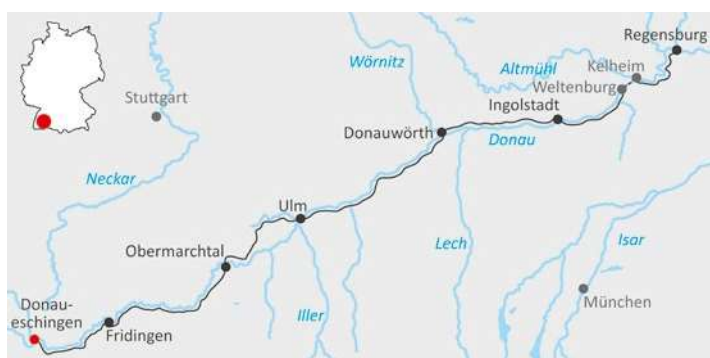 Regensburg
Wörnitz
Altmühl
Kelheim
Weltenburg
Stuttgart
Ingolstadt
Donauwörth
Donau
Neckar
Ulm
Obermarchtal
Lech
Isar
Donau-
eschingen
Fridingen
Iller
München